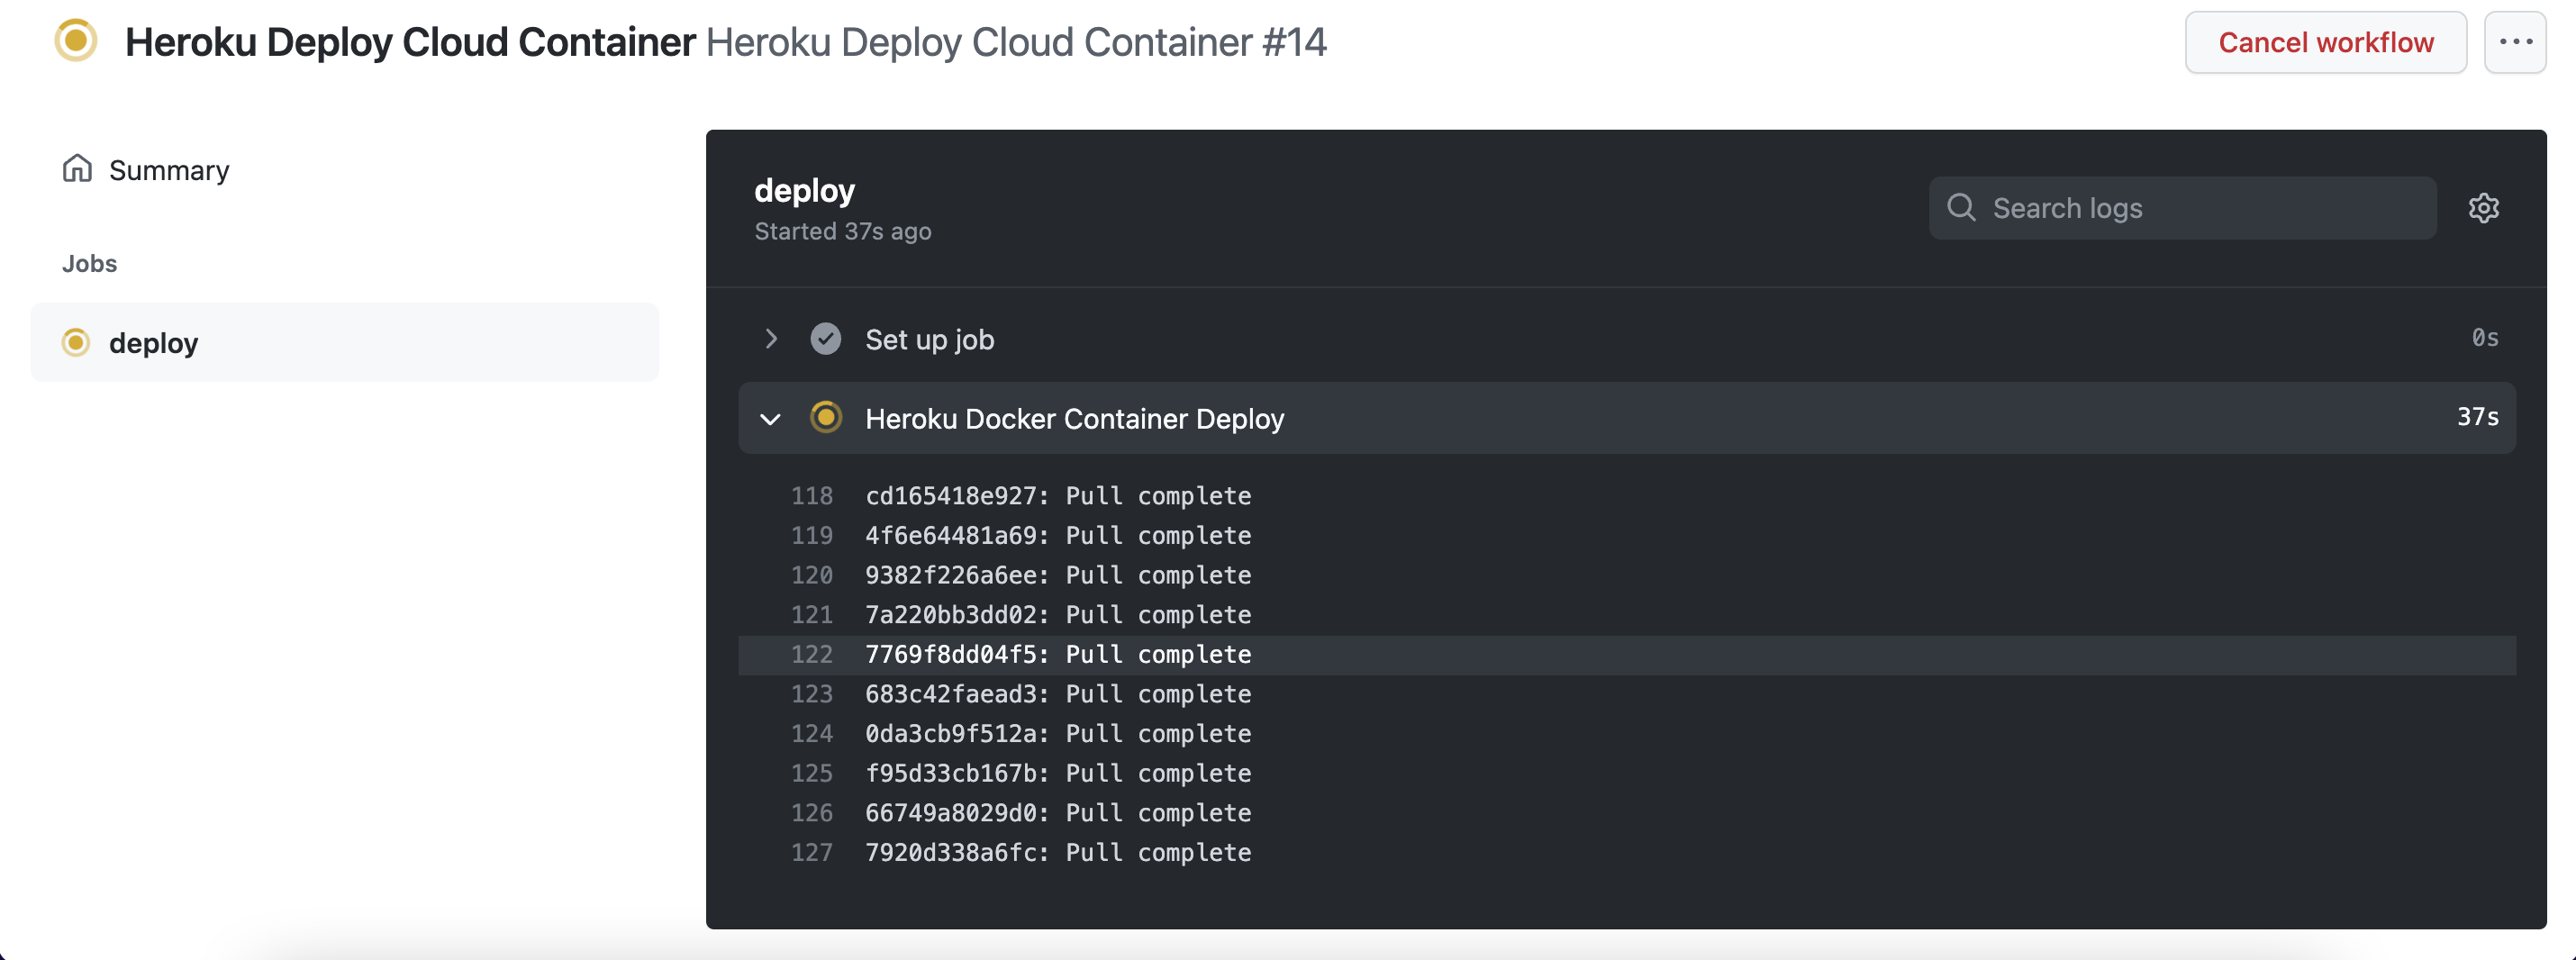 Heroku Deploy Cloud Container Heroku Deploy Cloud Container #14
Cancel workflow
Summary
Jobs
deploy
deploy
Started 37s ago
Search logs
Set up job 0s
Heroku Docker Container Deploy 37s
118 cd165418e927: Pull complete
119 4f6e64481a69: Pull complete
120 9382f226a6ee: Pull complete
121 7a220bb3dd02: Pull complete
122 7769f8dd04f5: Pull complete
123 683c42faead3: Pull complete
124 0da3cb9f512a: Pull complete
125 f95d33cb167b: Pull complete
126 66749a8029d0: Pull complete
127 7920d338a6fc: Pull complete